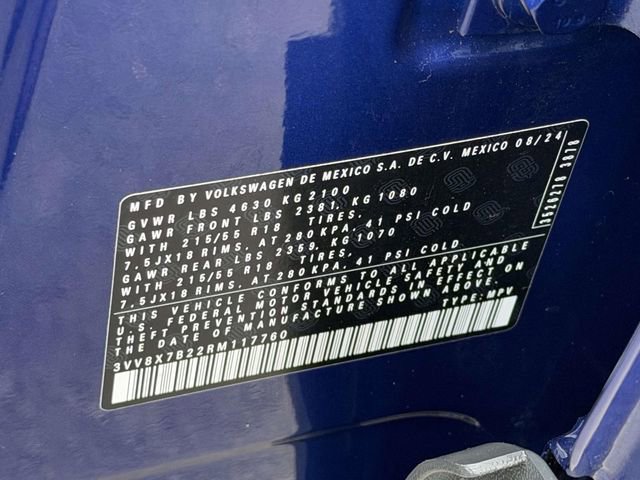 MFD BY VOLKSWAGEN DE MEXICO S.A. DE C.V. MEXICO 08/24
GVWR LBS 4630 KG 2100
GAWR FRONT LBS 2381, KG 1080
WITH 215/55 R18 TIRES,
7,5JX18 RIMS, AT 280KPA, 41 PSI COLD
GAWR REAR LBS 2359, KG 1070
WITH 215/55 R18 TIRES,
7,5JX18 RIMS, AT 280KPA, 41 PSI COLD
THIS VEHICLE CONFORMS TO ALL APPLICABLE
U.S. FEDERAL MOTOR VEHICLE SAFETY AND
THEFT PREVENTION STANDARDS IN EFFECT ON
THE DATE OF MANUFACTURE SHOWN ABOVE.
3VV8X7B22RM117760 TYPE: MPV
3526270 3078